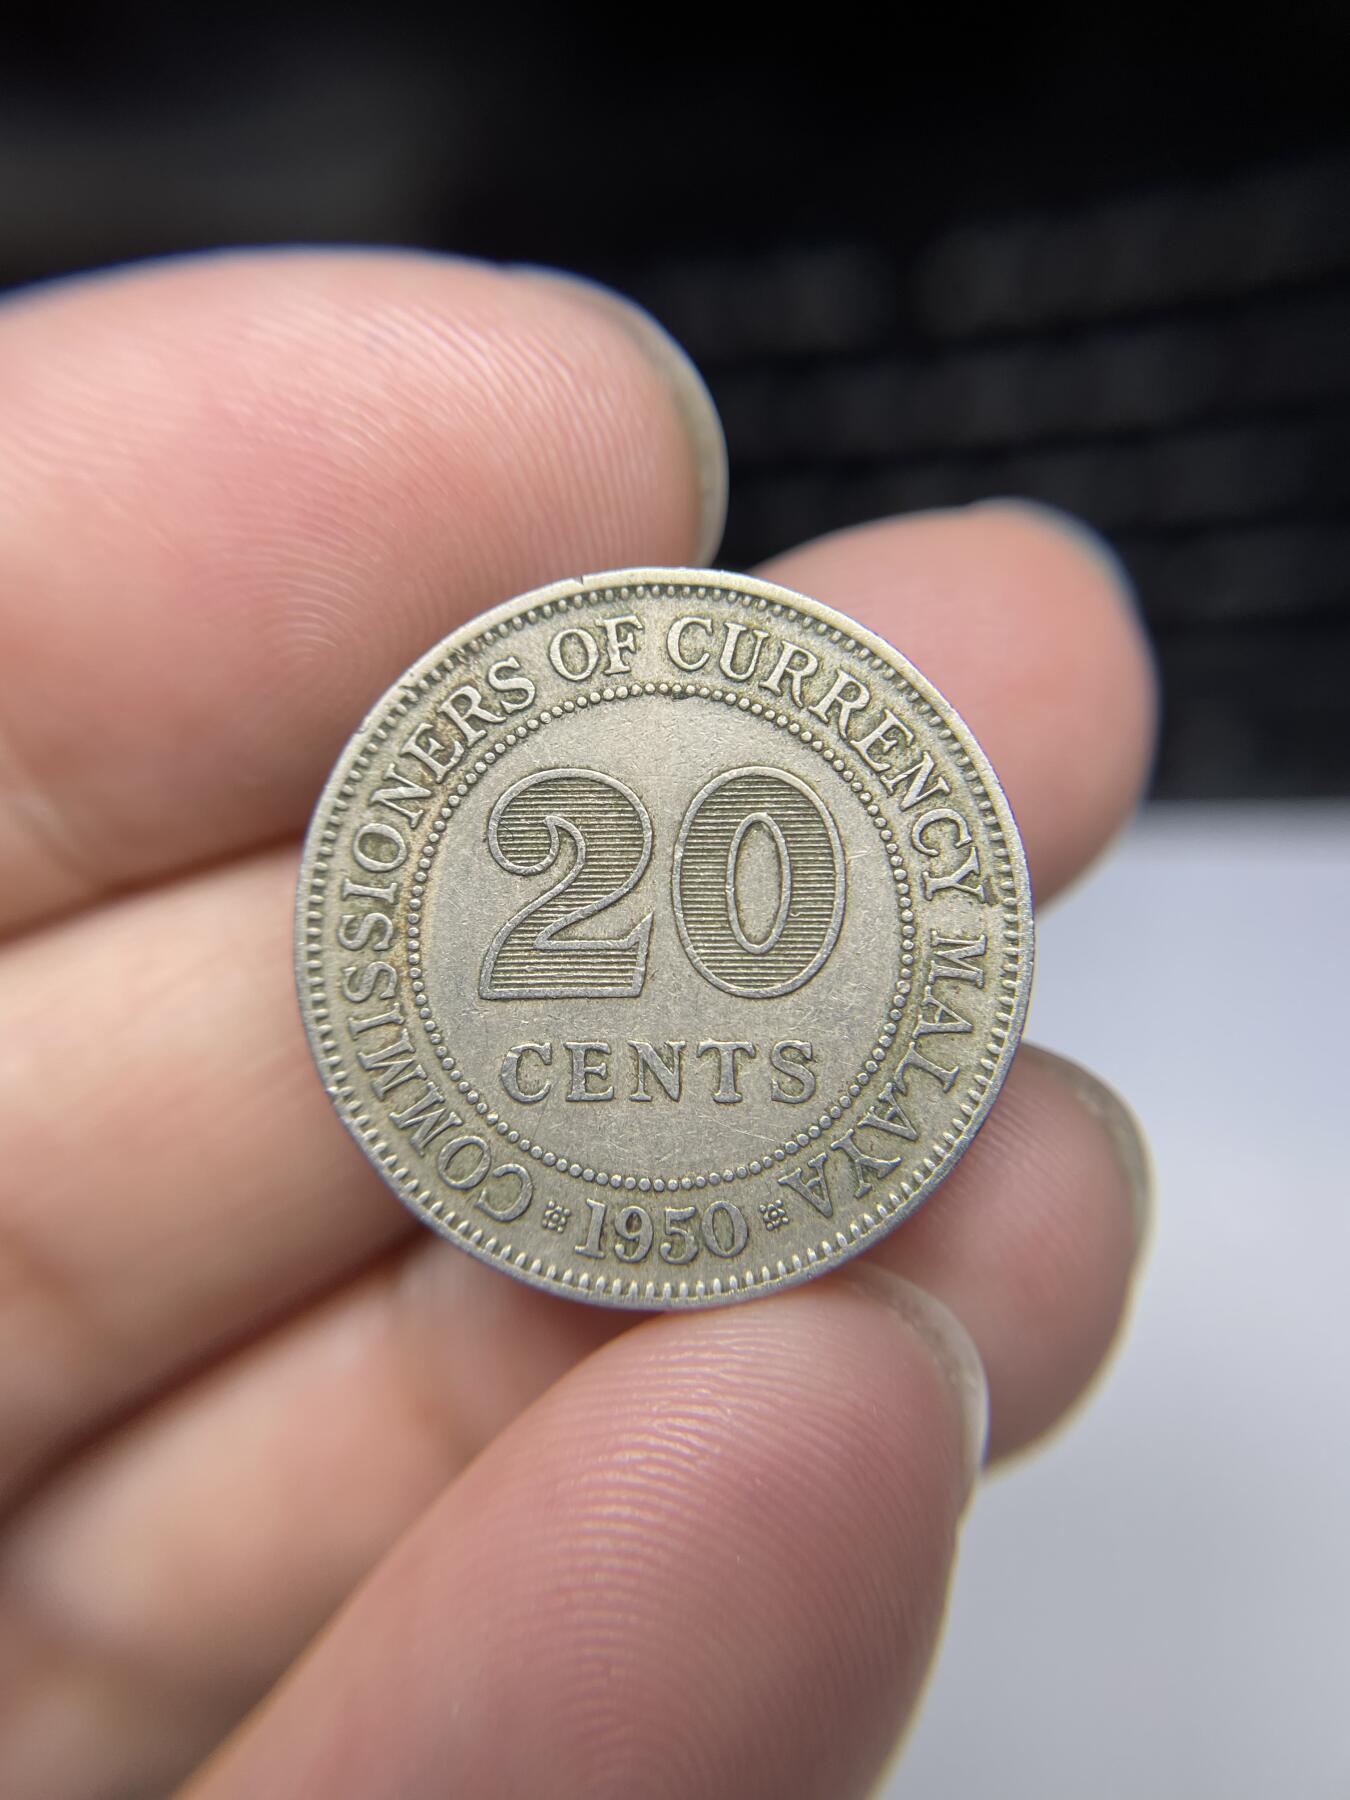 COMMISSIONERS OF CURRENCY MALAYA
20
CENTS
1950